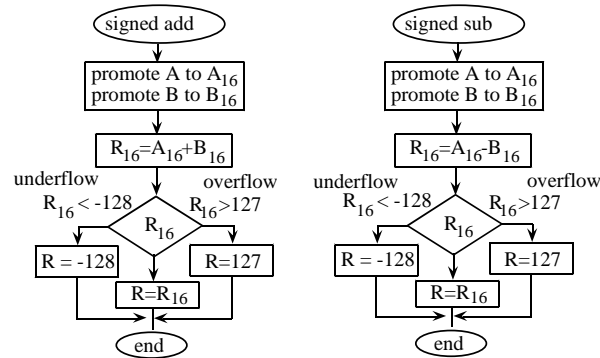 signed add
promote A to A16
promote B to B16
R16=A16+B16
underflow
overflow
R16< -128
R16>127
R16
R = -128
R=127
R=R16
end
signed sub
promote A to A16
promote B to B16
R16=A16-B16
underflow
overflow
R16< -128
R16>127
R16
R = -128
R=127
R=R16
end